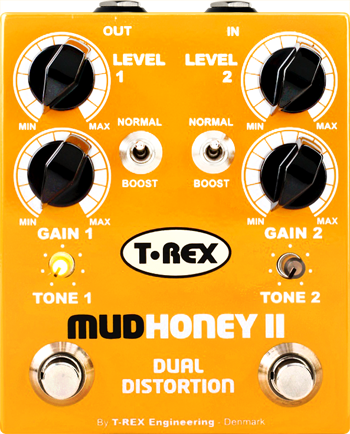 OUT IN
LEVEL 1
LEVEL 2
MIN MAX
MIN MAX
NORMAL
NORMAL
BOOST
BOOST
MIN MAX
MIN MAX
GAIN 1
GAIN 2
T·REX
TONE 1
TONE 2
MUDHONEY II
DUAL
DISTORTION
By T-REX Engineering - Denmark